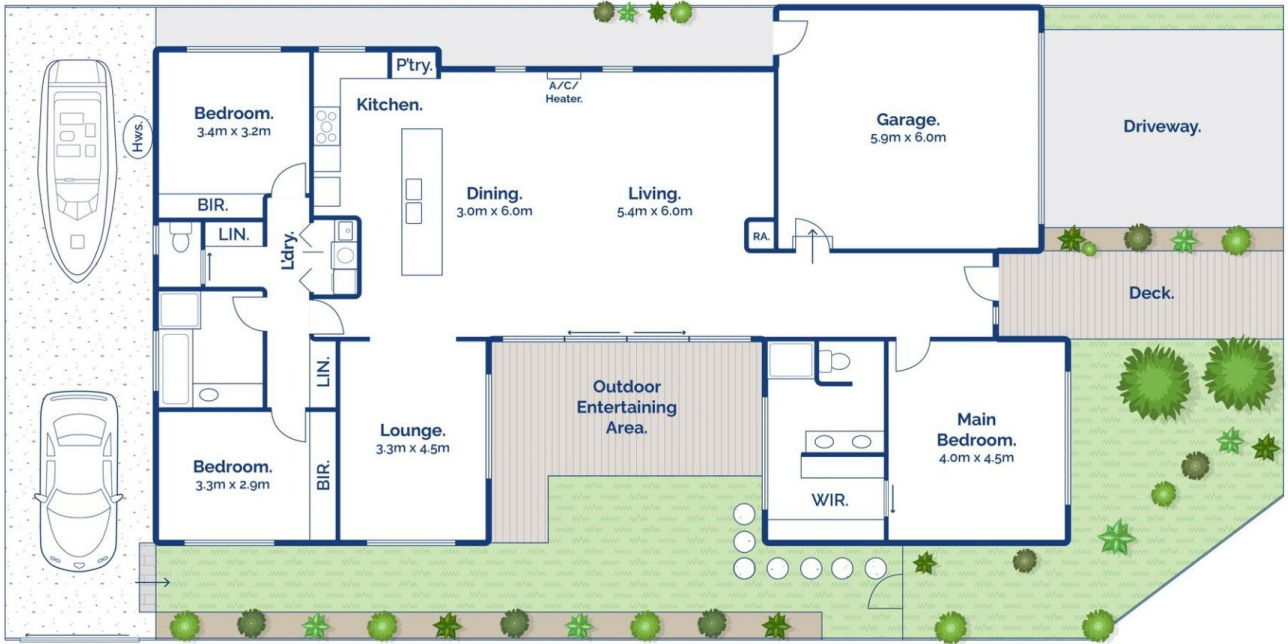 P'try.
Kitchen.
A/C/
Heater.
Bedroom.
3.4m x 3.2m
Hws.
Garage.
5.9m x 6.0m
Driveway.
Dining.
3.0m x 6.0m
Living.
5.4m x 6.0m
BIR.
LIN.
L'dry.
RA.
Deck.
LIN.
Outdoor
Entertaining
Area.
Lounge.
3.3m x 4.5m
Main
Bedroom.
4.0m x 4.5m
Bedroom.
3.3m x 2.9m
BIR.
WIR.